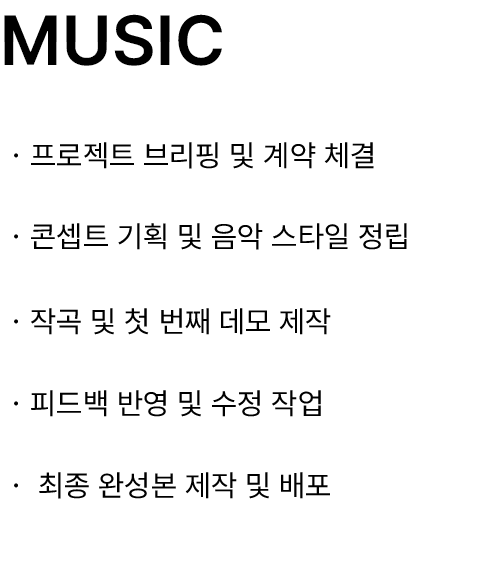 MUSIC
· 프로젝트 브리핑 및 계약 체결
· 콘셉트 기획 및 음악 스타일 정립
· 작곡 및 첫 번째 데모 제작
· 피드백 반영 및 수정 작업
· 최종 완성본 제작 및 배포